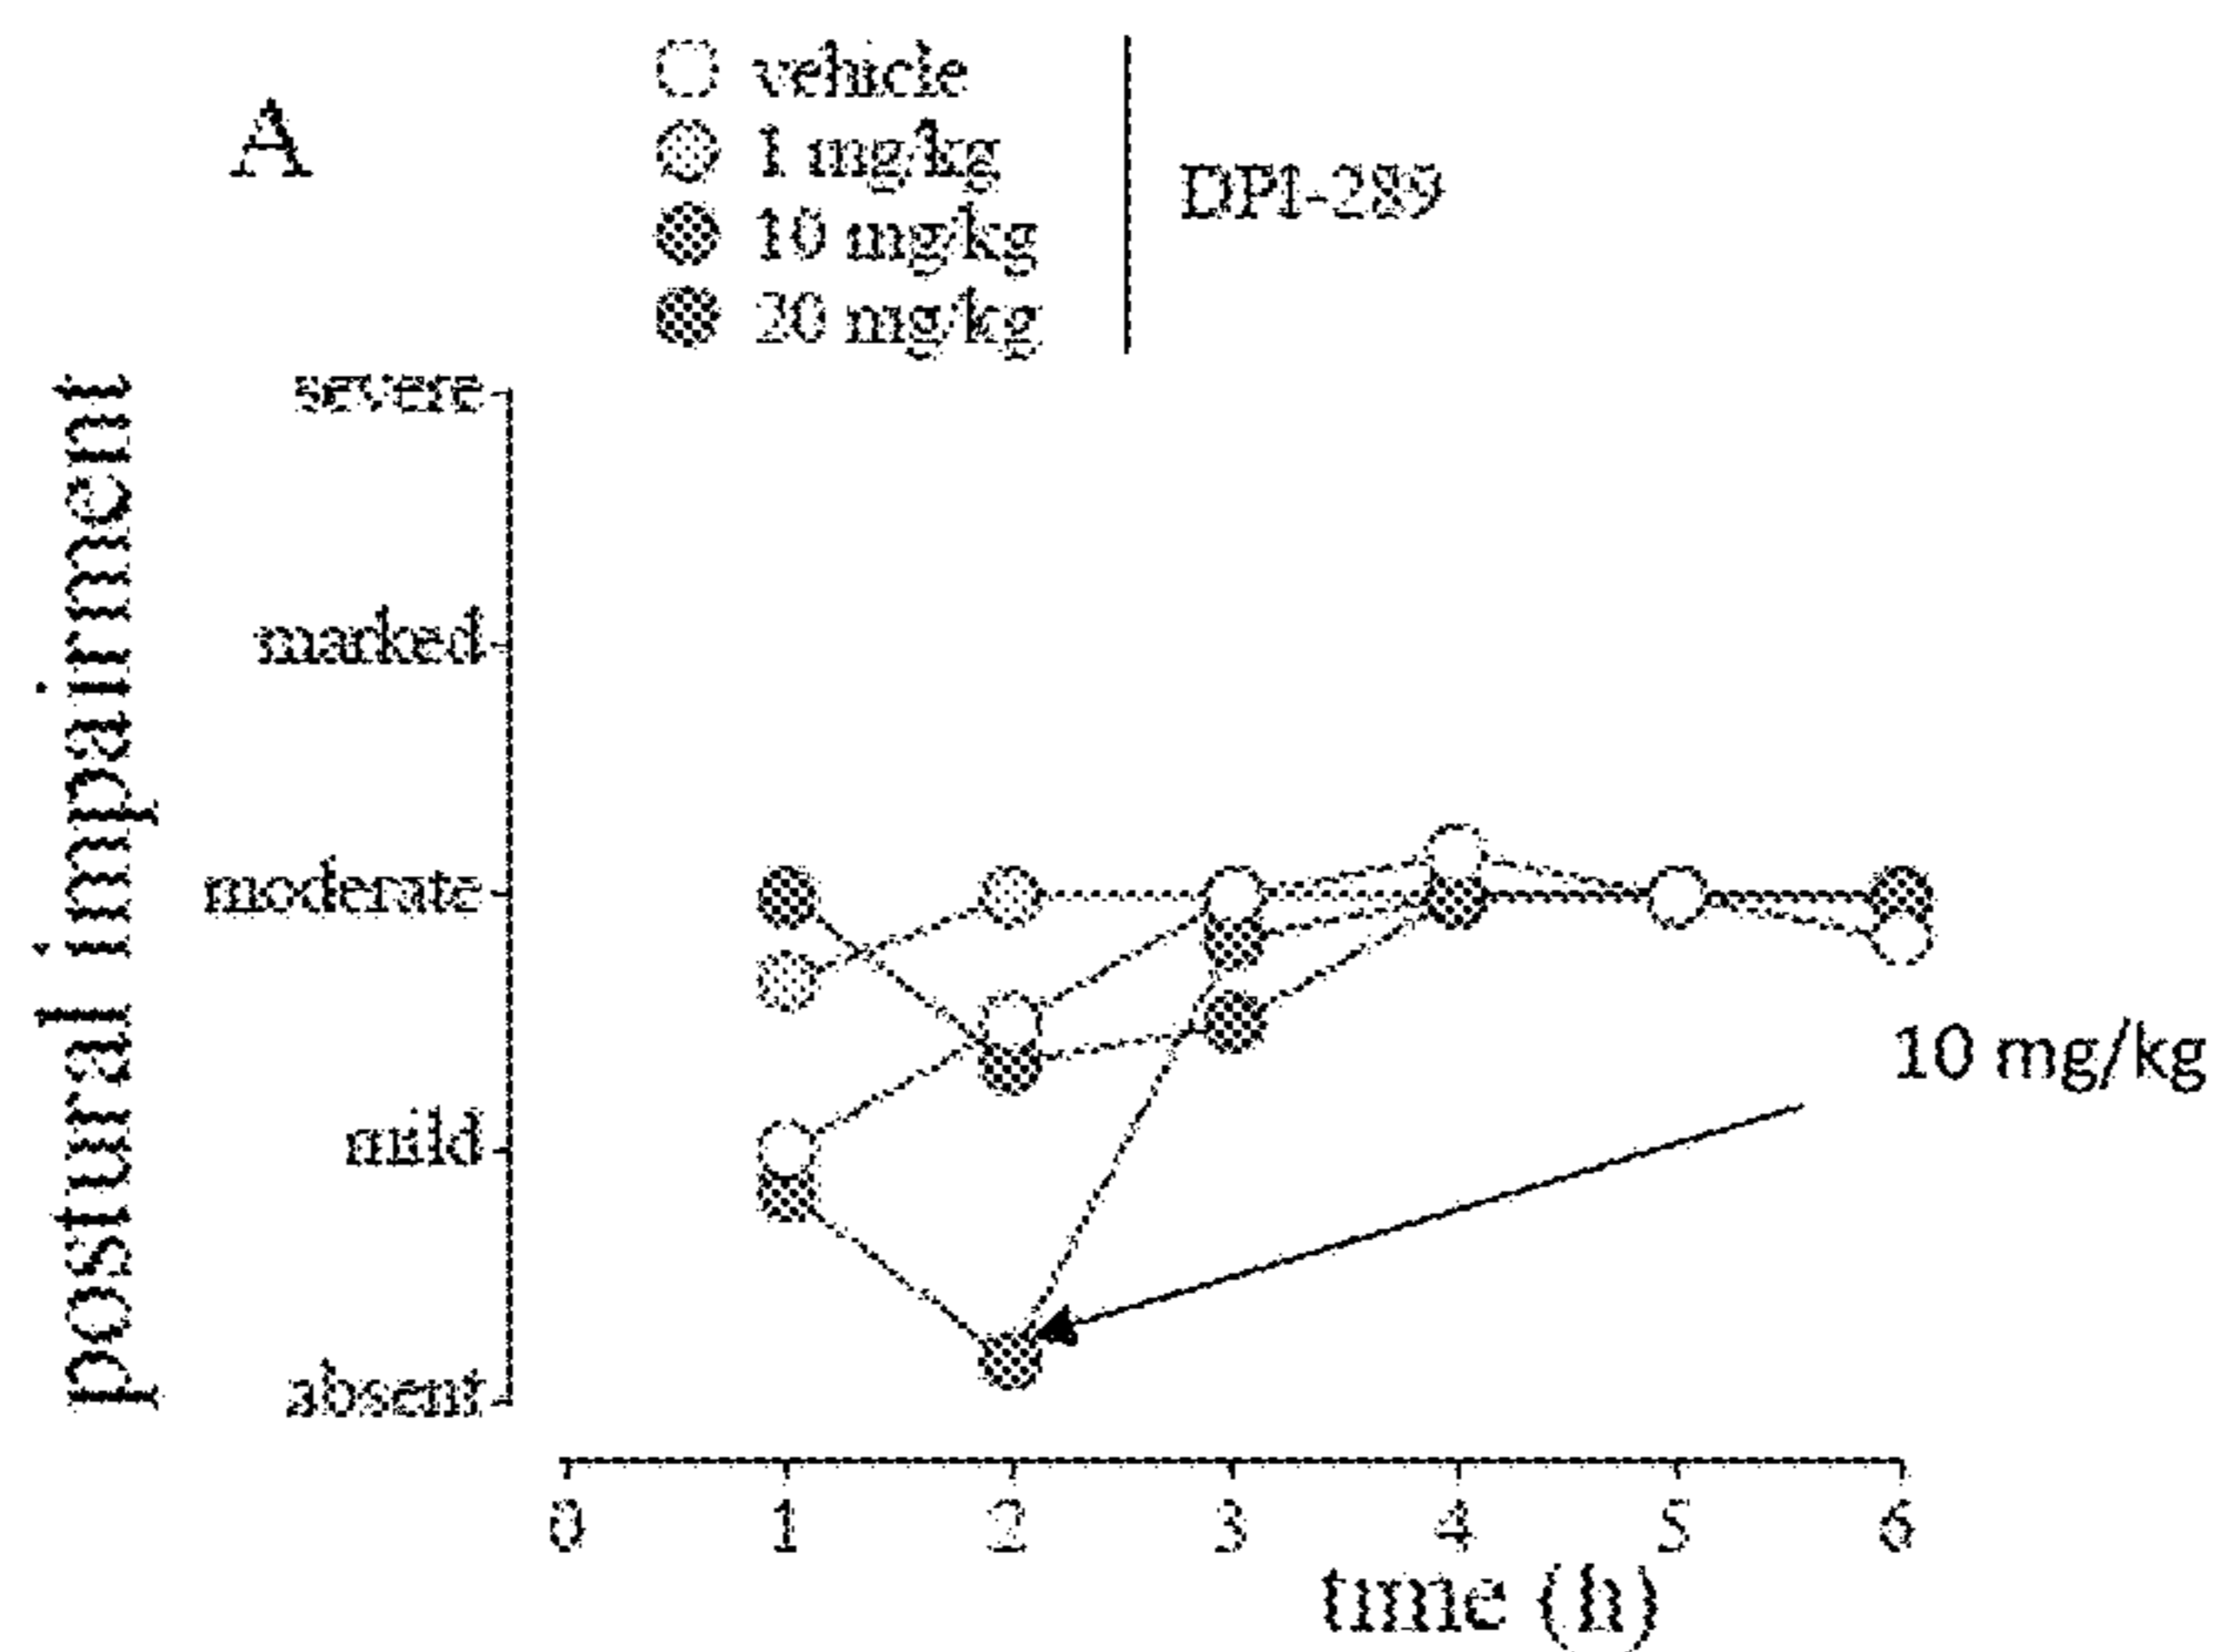 A
vehicle
1 mg/kg
10 mg/kg
20 mg/kg
DPI-289
postural impairment
severe
marked
moderate
mild
absent
10 mg/kg
0 1 2 3 4 5 6
time (h)